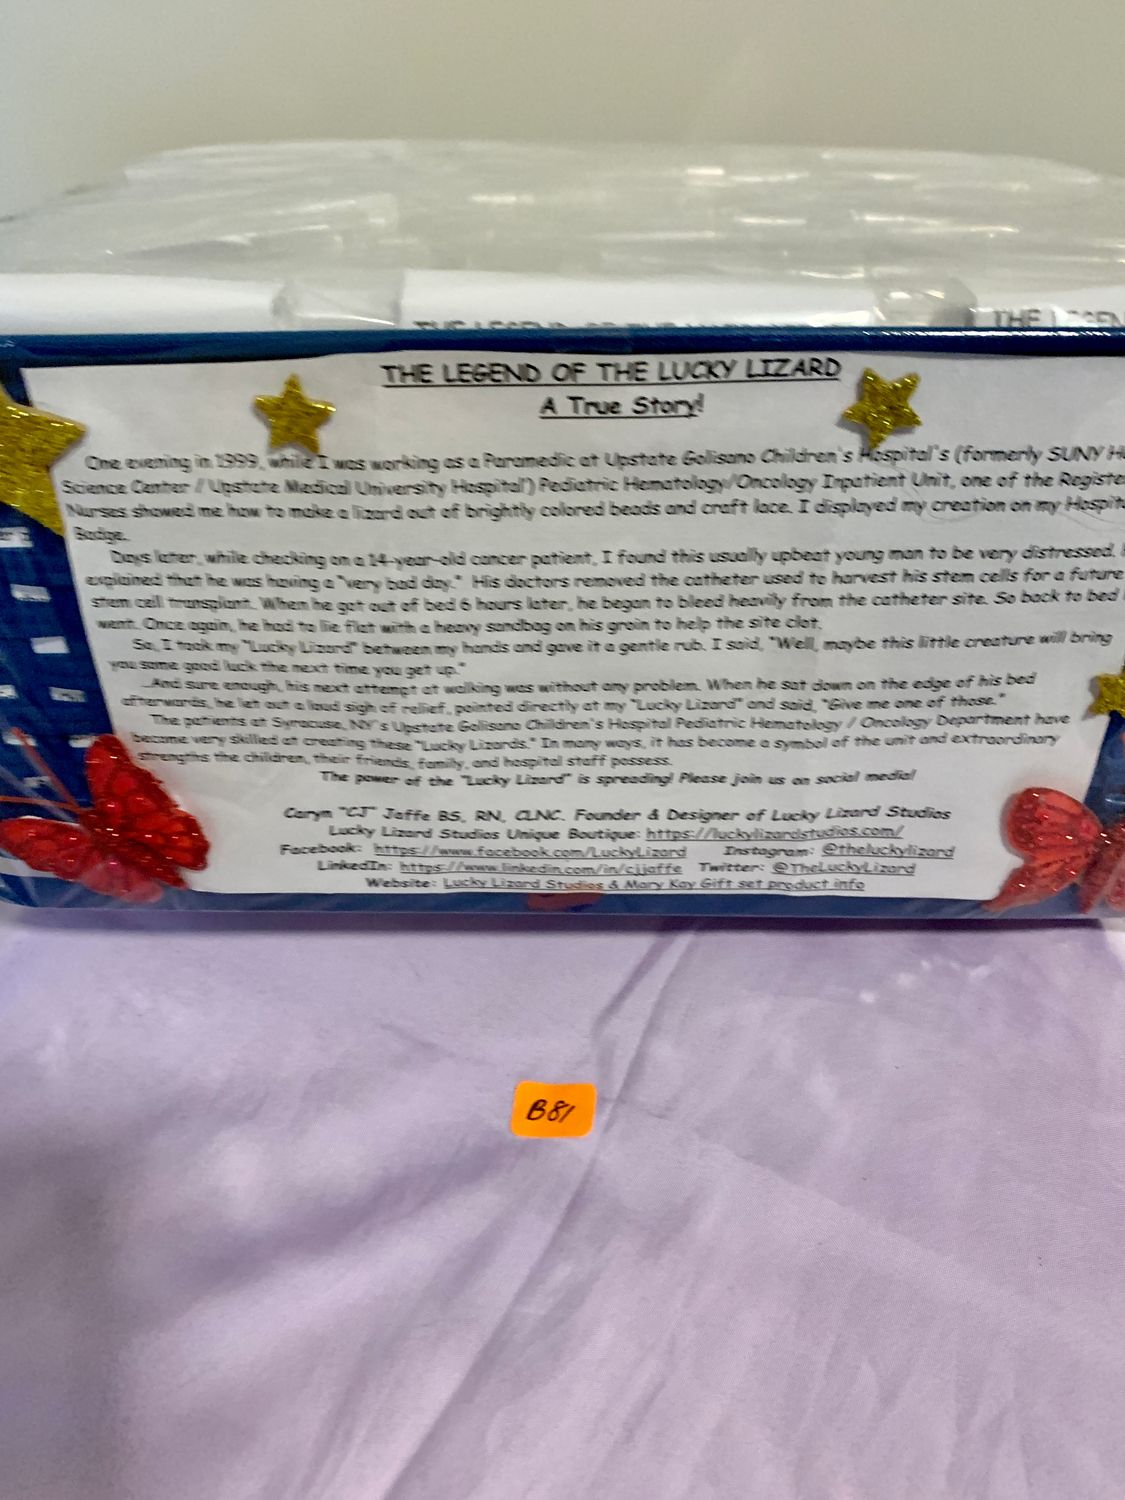 THE LEGEND OF THE LUCKY LIZARD
A True Story!
One evening in 1999, while I was working as a Paramedic at Upstate Golisano Children's Hospital's (formerly SUNY
Science Center // Upstate Medical University Hospital') Pediatric Hematology/Oncology Inpatient Unit, one of the
Nurses showed me how to make a lizard out of brightly colored beads and craft lace. I displayed my creation on my
Badge.
Days later, while checking on a 14-year-old cancer patient, I found this usually upbeat young man to be very distressed.
explained that he was having a "very bad day." His doctors removed the catheter used to harvest his stem cells for a future
stem cell transplant. When he got out of bed 6 hours later, he began to bleed heavily from the catheter site. So back to bed
went. Once again, he had to lie flat with a heavy sandbag on his groin to help the site clot.
So, I took my "Lucky Lizard" between my hands and gave it a gentle rub. I said, "Well, maybe this little creature will bring
you some good luck the next time you get up."
...And sure enough, his next attempt at walking was without any problem. When he sat down on the edge of his bed
afterwards, he let out a loud sigh of relief, pointed directly at my "Lucky Lizard" and said, "Give me one of those."
The patients at Syracuse, NY's Upstate Golisano Children's Hospital Pediatric Hematology / Oncology Department have
become very skilled at creating these "Lucky Lizards." In many ways, it has become a symbol of the unit and extraordinary
strengths the children, their friends, family, and hospital staff possess.
The power of the "Lucky Lizard" is spreading! Please join us on social media!
Caryn "CJ" Jaffe BS, RN, CLNC. Founder & Designer of Lucky Lizard Studios
Lucky Lizard Studios Unique Boutique: https://luckylizardstudios.com/
Facebook: https://www.facebook.com/LuckyLizard Instagram: @theluckylizard
LinkedIn: https://www.linkedin.com/in/cjjaffe Twitter: @TheLuckyLizard
Website: Lucky Lizard Studios & Mary Kay Gift set product info
B81